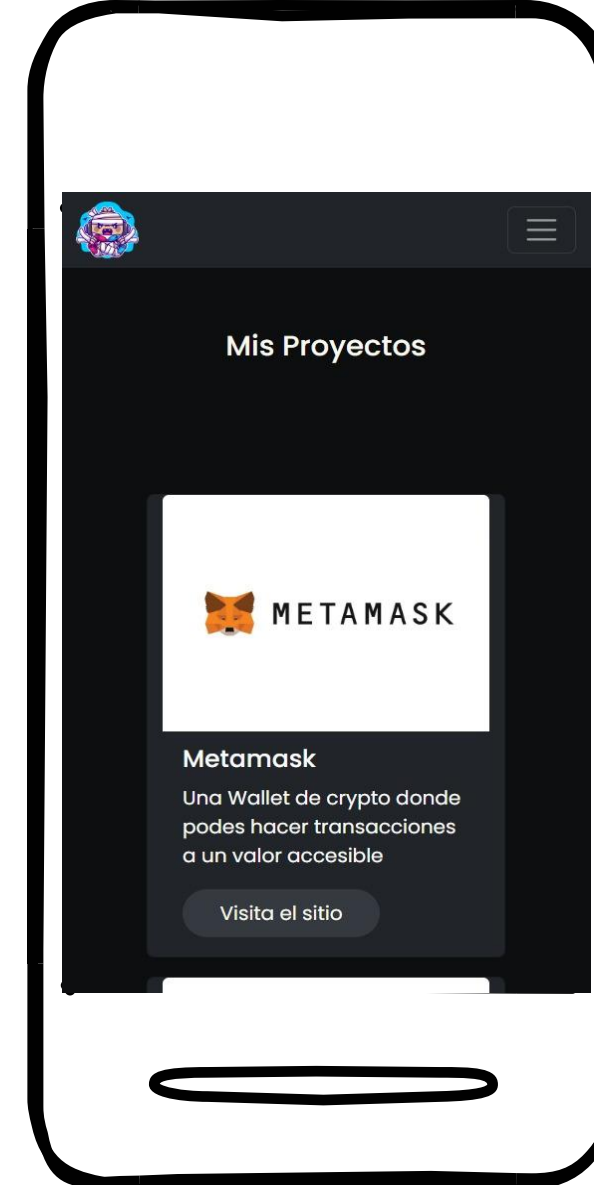 Mis Proyectos
METAMASK
Metamask
Una Wallet de crypto donde
podes hacer transacciones
a un valor accesible
Visita el sitio